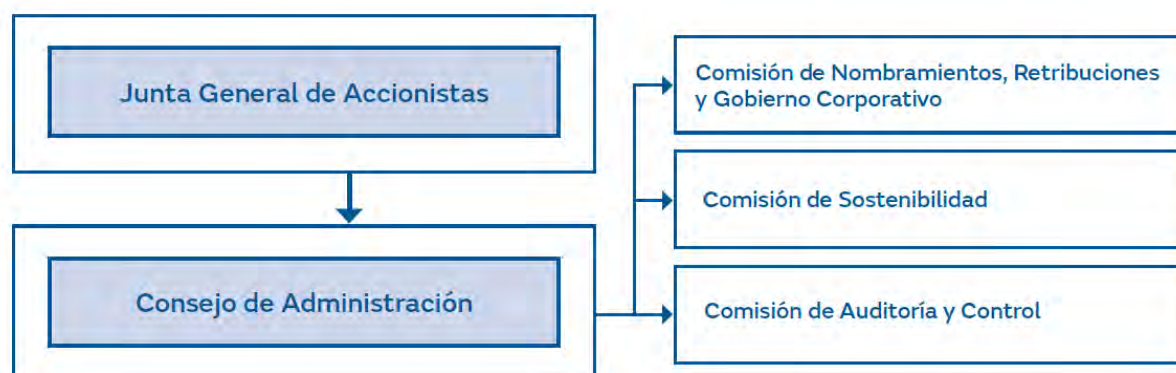 Junta General de Accionistas
Consejo de Administración
Comisión de Nombramientos, Retribuciones
y Gobierno Corporativo
Comisión de Sostenibilidad
Comisión de Auditoría y Control